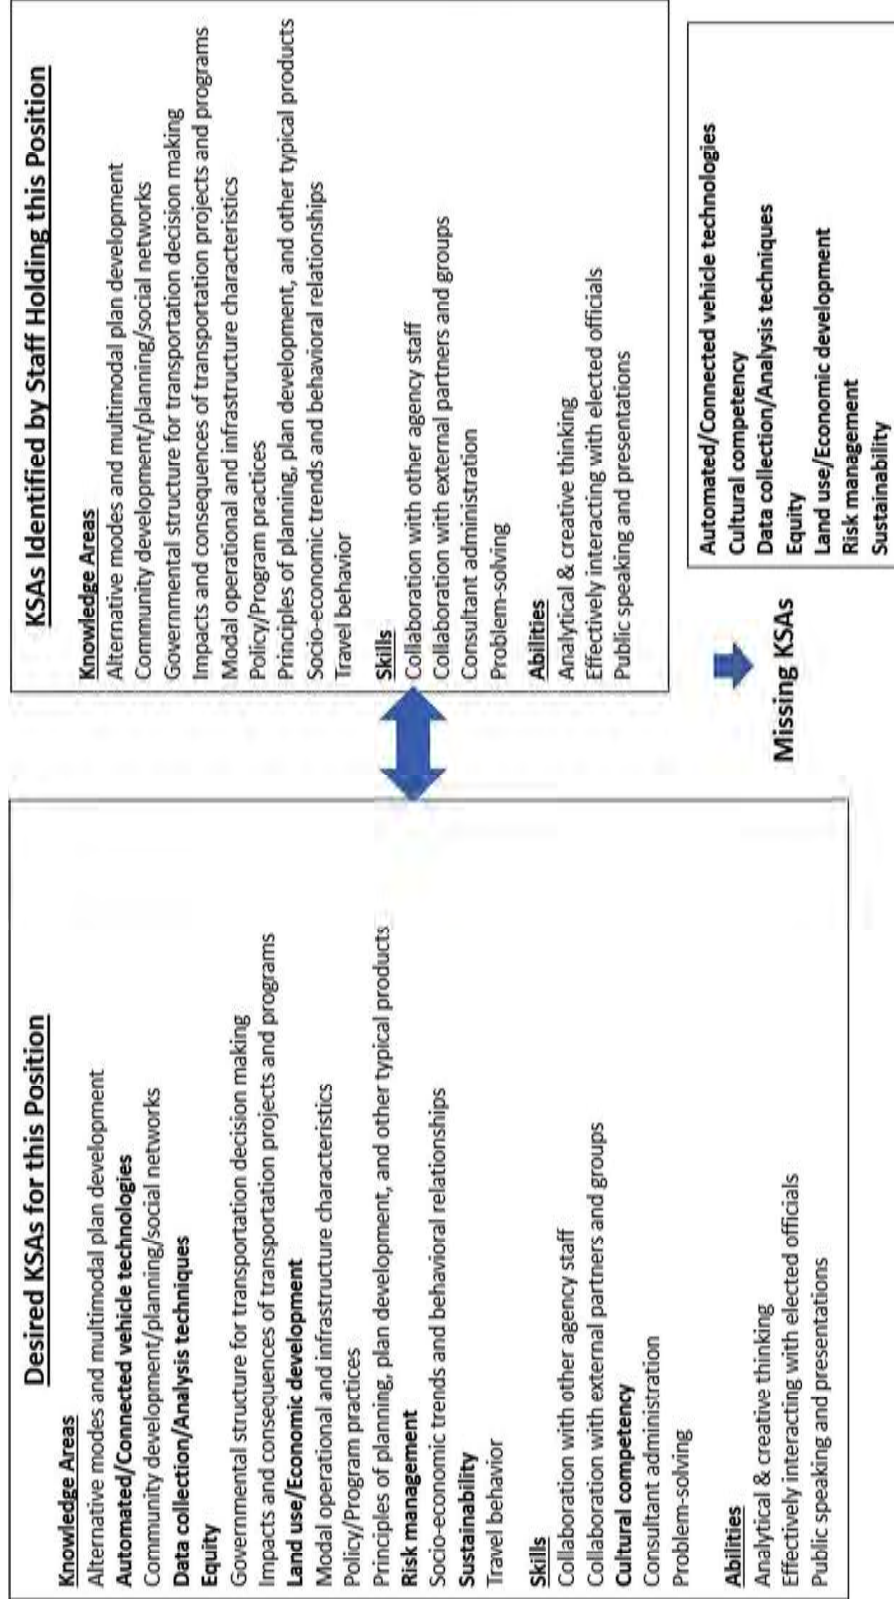 Desired KSAs for this Position
Knowledge Areas
Alternative modes and multimodal plan development
Automated/Connected vehicle technologies
Community development/planning/social networks
Data collection/Analysis techniques
Equity
Governmental structure for transportation decision making
Impacts and consequences of transportation projects and programs
Land use/Economic development
Modal operational and infrastructure characteristics
Policy/Program practices
Principles of planning, plan development, and other typical products
Risk management
Socio-economic trends and behavioral relationships
Sustainability
Travel behavior
Skills
Collaboration with other agency staff
Collaboration with external partners and groups
Cultural competency
Consultant administration
Problem-solving
Abilities
Analytical & creative thinking
Effectively interacting with elected officials
Public speaking and presentations
KSAs Identified by Staff Holding this Position
Knowledge Areas
Alternative modes and multimodal plan development
Community development/planning/social networks
Governmental structure for transportation decision making
Impacts and consequences of transportation projects and programs
Modal operational and infrastructure characteristics
Policy/Program practices
Principles of planning, plan development, and other typical products
Socio-economic trends and behavioral relationships
Travel behavior
Skills
Collaboration with other agency staff
Collaboration with external partners and groups
Consultant administration
Problem-solving
Abilities
Analytical & creative thinking
Effectively interacting with elected officials
Public speaking and presentations
Missing KSAs
Automated/Connected vehicle technologies
Cultural competency
Data collection/Analysis techniques
Equity
Land use/Economic development
Risk management
Sustainability